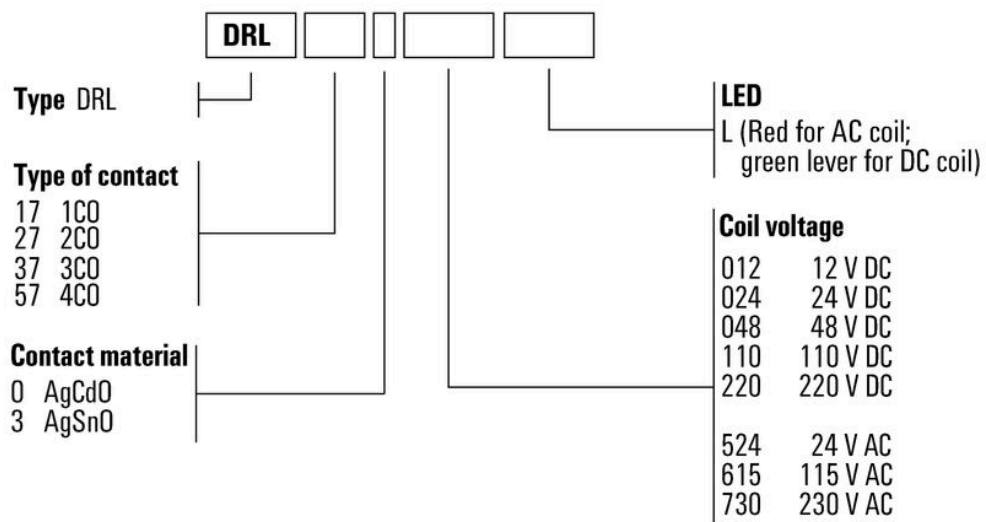 DRL
Type DRL
Type of contact
17 1CO
27 2CO
37 3CO
57 4CO
Contact material
0 AgCdO
3 AgSnO
LED
L (Red for AC coil;
green lever for DC coil)
Coil voltage
012 12 V DC
024 24 V DC
048 48 V DC
110 110 V DC
220 220 V DC
524 24 V AC
615 115 V AC
730 230 V AC